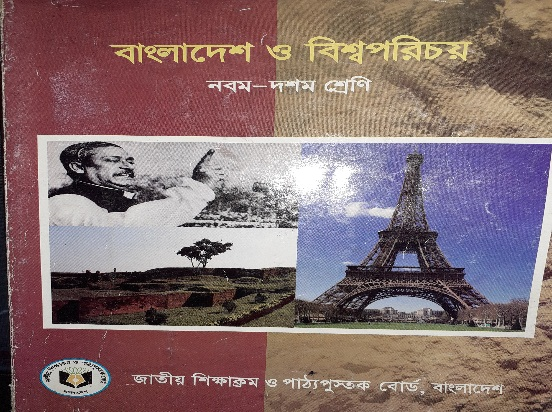 বাংলাদেশ ও বিশ্বপরিচয়
নবম-দশম শ্রেণি
জাতীয় শিক্ষাক্রম ও পাঠ্যপুস্তক বোর্ড, বাংলাদেশ